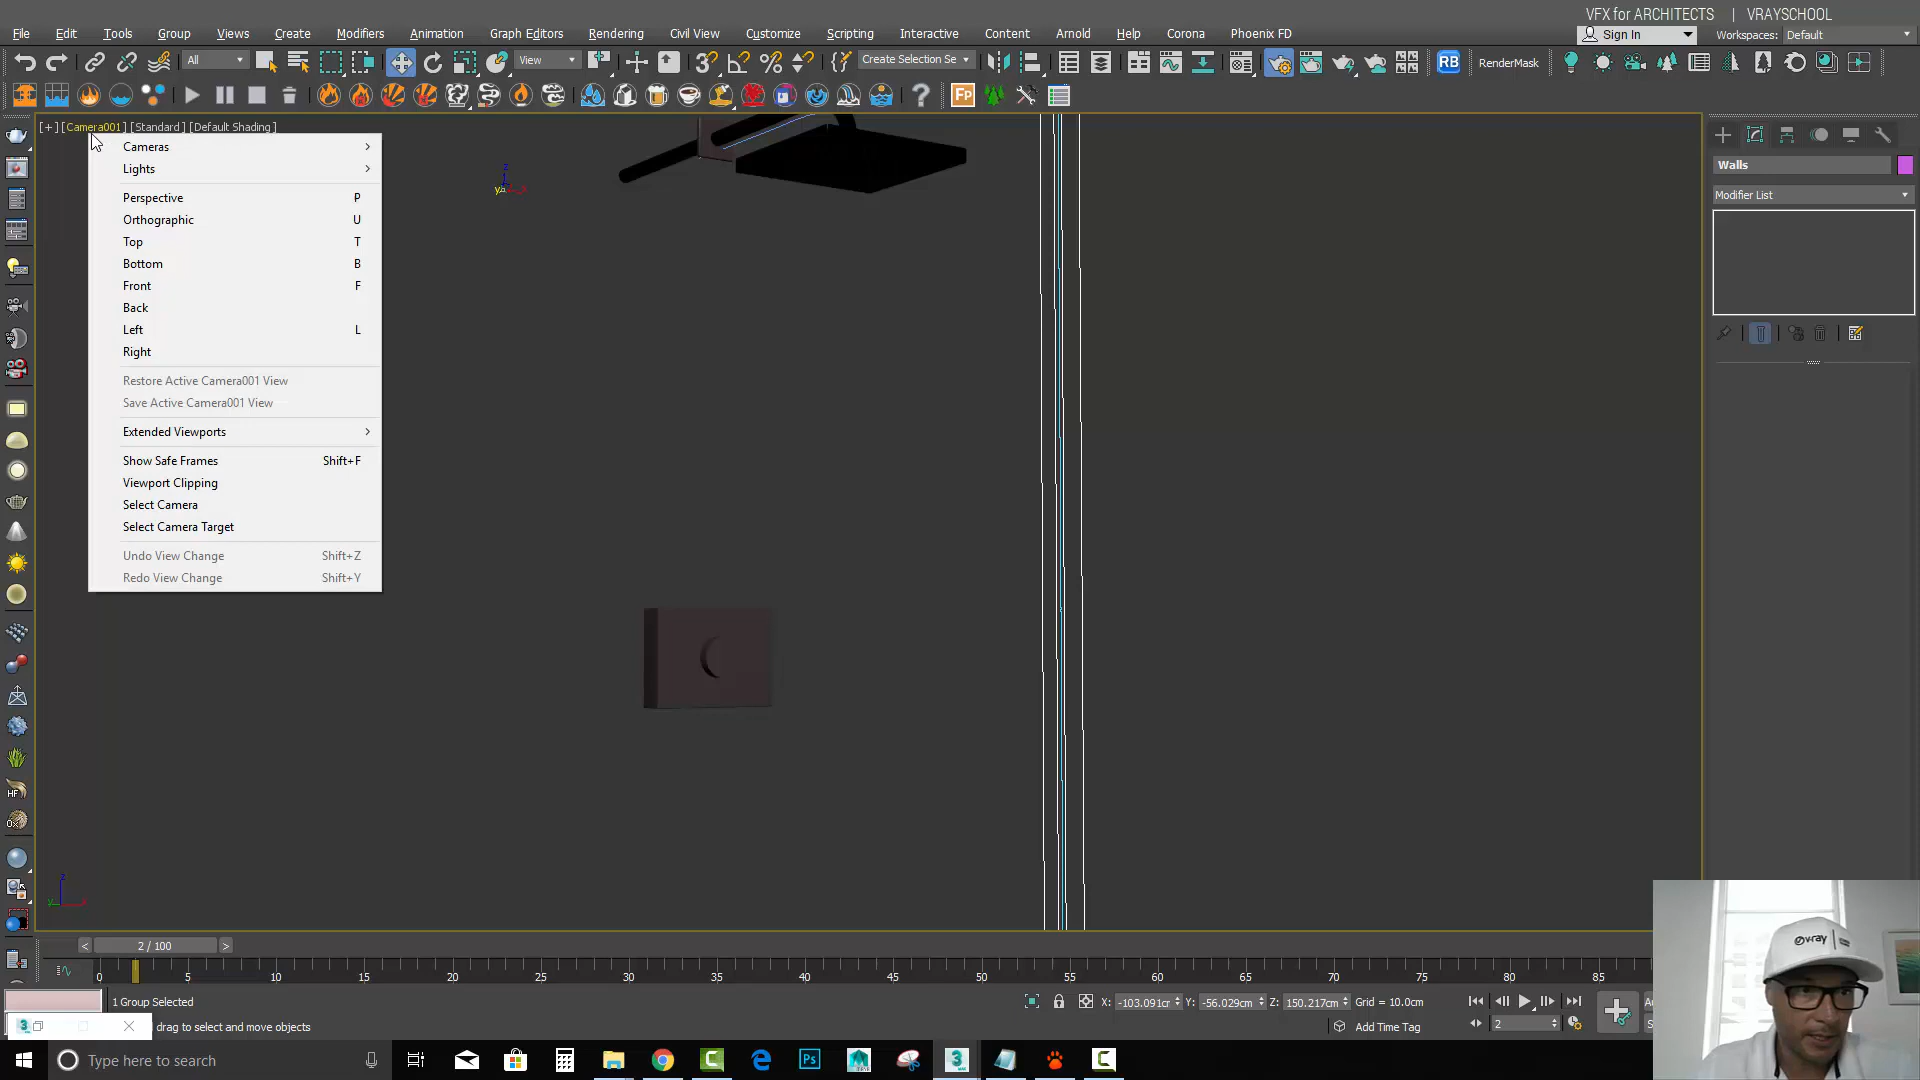 VFX for ARCHITECTS | VRAYSCHOOL
File Edit Tools Group Views Create Modifiers Animation Graph Editors Rendering Civil View Customize Scripting Interactive Content Arnold Help Corona Phoenix FD
Sign In Workspaces: Default
All View Create Selection Se RB RenderMask
FP
[+] [Camera001] [Standard] [Default Shading]
Cameras
Lights
Perspective P
Orthographic U
Top T
Bottom B
Front F
Back
Left L
Right
Restore Active Camera001 View
Save Active Camera001 View
Extended Viewports
Show Safe Frames Shift+F
Viewport Clipping
Select Camera
Select Camera Target
Undo View Change Shift+Z
Redo View Change Shift+Y
Walls
Modifier List
z
y x
z
y x
HF
v·ray
< 2 / 100 >
0 5 10 15 20 25 30 35 40 45 50 55 60 65 70 75 80 85
1 Group Selected
X: -103.091cr Y: -56.029cm Z: 150.217cm Grid = 10.0cm
drag to select and move objects
Add Time Tag
2
Type here to search
Ps
3